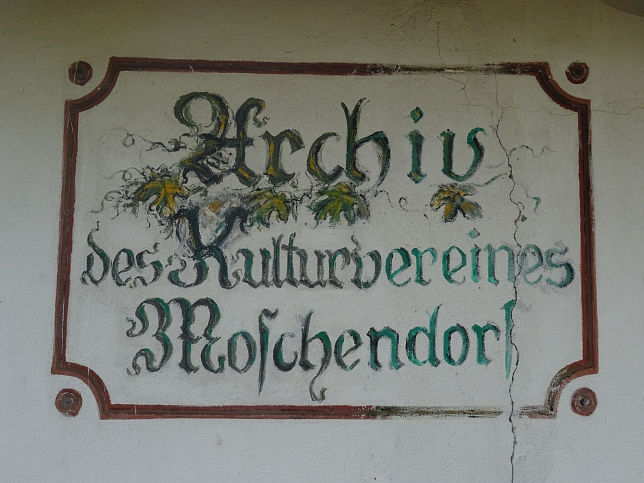 Archiv
des Kulturvereines
Moſchendorf